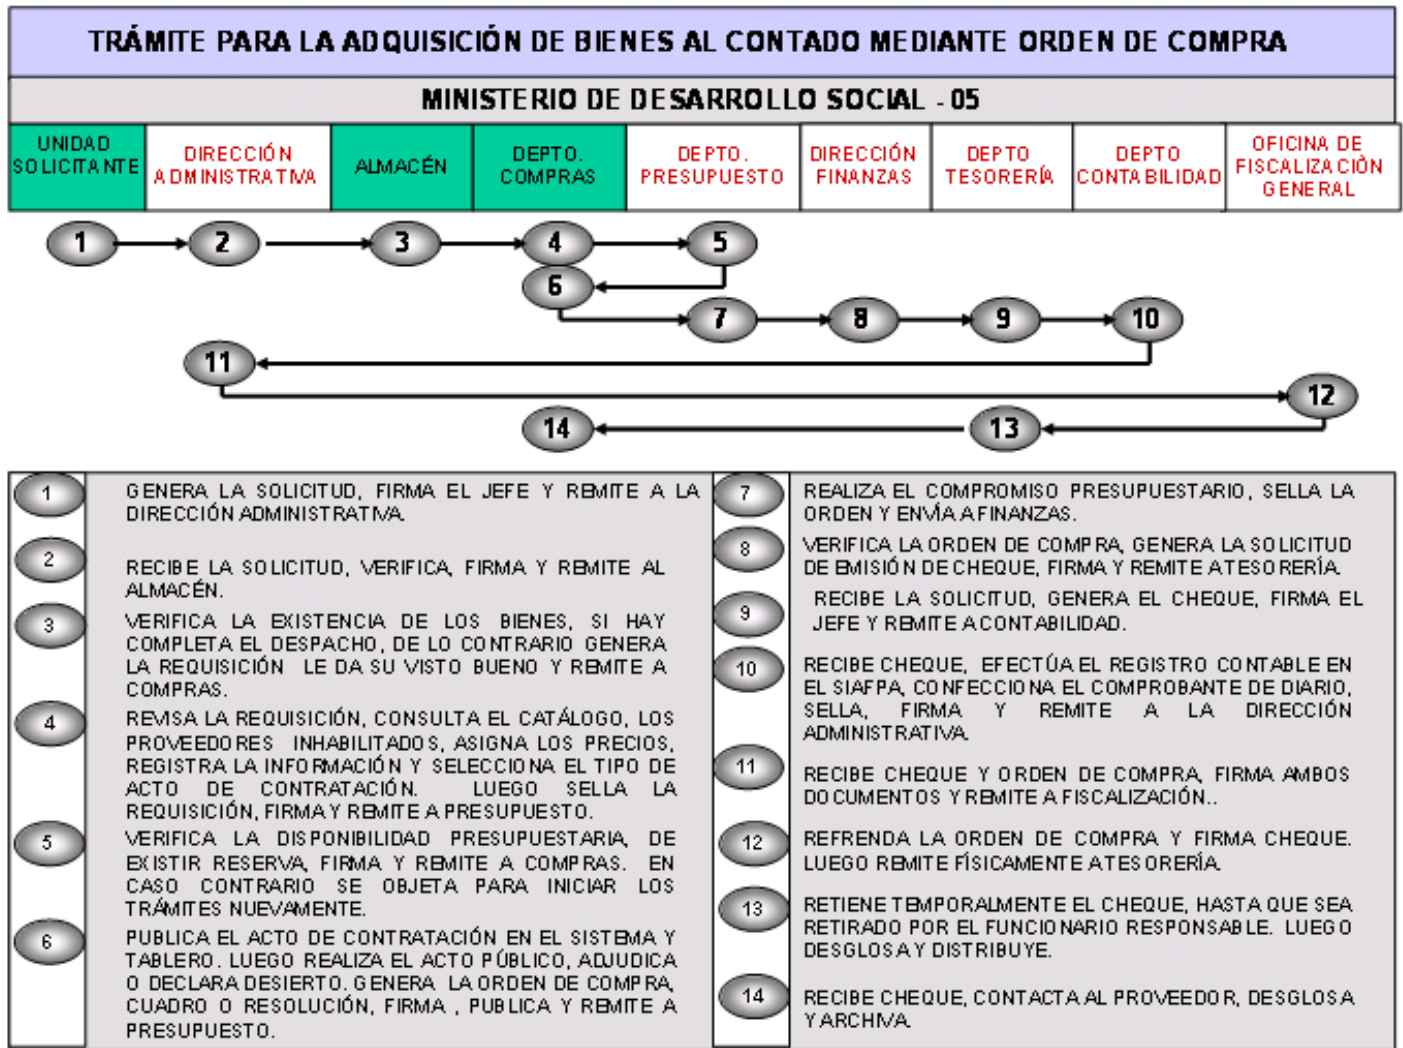 TRÁMITE PARA LA ADQUISICIÓN DE BIENES AL CONTADO MEDIANTE ORDEN DE COMPRA
MINISTERIO DE DESARROLLO SOCIAL - 05
UNIDAD
SOLICITANTE
DIRECCIÓN
ADMINISTRATIVA
ALMACÉN
DEPTO.
COMPRAS
DEPTO.
PRESUPUESTO
DIRECCIÓN
FINANZAS
DEPTO
TESORERÍA
DEPTO
CONTABILIDAD
OFICINA DE
FISCALIZACIÓN
GENERAL
1
2
3
4
5
6
7
8
9
10
11
12
14
13
1
GENERA LA SOLICITUD, FIRMA EL JEFE Y REMITE A LA
DIRECCIÓN ADMINISTRATIVA.
2
RECIBE LA SOLICITUD, VERIFICA, FIRMA Y REMITE AL
ALMACÉN.
3
VERIFICA LA EXISTENCIA DE LOS BIENES, SI HAY
COMPLETA EL DESPACHO, DE LO CONTRARIO GENERA
LA REQUISICIÓN LE DA SU VISTO BUENO Y REMITE A
COMPRAS.
4
REVISA LA REQUISICIÓN, CONSULTA EL CATÁLOGO, LOS
PROVEEDORES INHABILITADOS, ASIGNA LOS PRECIOS,
REGISTRA LA INFORMACIÓN Y SELECCIONA EL TIPO DE
ACTO DE CONTRATACIÓN. LUEGO SELLA LA
REQUISICIÓN, FIRMA Y REMITE A PRESUPUESTO.
5
VERIFICA LA DISPONIBILIDAD PRESUPUESTARIA, DE
EXISTIR RESERVA, FIRMA Y REMITE A COMPRAS. EN
CASO CONTRARIO SE OBJETA PARA INICIAR LOS
TRÁMITES NUEVAMENTE.
6
PUBLICA EL ACTO DE CONTRATACIÓN EN EL SISTEMA Y
TABLERO. LUEGO REALIZA EL ACTO PÚBLICO, ADJUDICA
O DECLARA DESIERTO. GENERA LA ORDEN DE COMPRA,
CUADRO O RESOLUCIÓN, FIRMA , PUBLICA Y REMITE A
PRESUPUESTO.
7
REALIZA EL COMPROMISO PRESUPUESTARIO, SELLA LA
ORDEN Y ENVÍA A FINANZAS.
8
VERIFICA LA ORDEN DE COMPRA, GENERA LA SOLICITUD
DE EMISIÓN DE CHEQUE, FIRMA Y REMITE A TESORERÍA.
9
RECIBE LA SOLICITUD, GENERA EL CHEQUE, FIRMA EL
JEFE Y REMITE A CONTABILIDAD.
10
RECIBE CHEQUE, EFECTÚA EL REGISTRO CONTABLE EN
EL SIAFPA, CONFECCIONA EL COMPROBANTE DE DIARIO,
SELLA, FIRMA Y REMITE A LA DIRECCIÓN
ADMINISTRATIVA.
11
RECIBE CHEQUE Y ORDEN DE COMPRA, FIRMA AMBOS
DOCUMENTOS Y REMITE A FISCALIZACIÓN..
12
REFRENDA LA ORDEN DE COMPRA Y FIRMA CHEQUE.
LUEGO REMITE FÍSICAMENTE A TESORERÍA.
13
RETIENE TEMPORALMENTE EL CHEQUE, HASTA QUE SEA
RETIRADO POR EL FUNCIONARIO RESPONSABLE. LUEGO
DESGLOSA Y DISTRIBUYE.
14
RECIBE CHEQUE, CONTACTA AL PROVEEDOR, DESGLOSA
Y ARCHIVA.